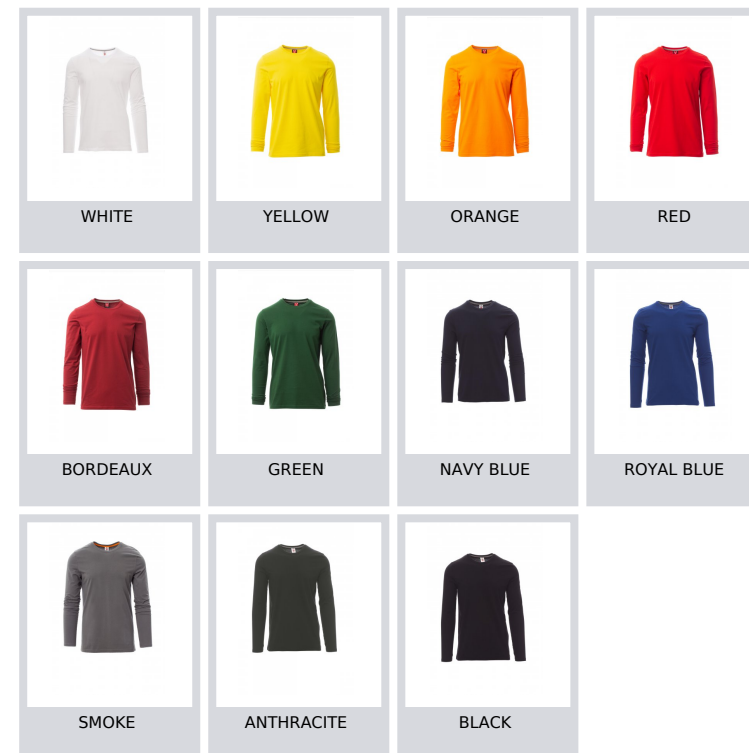 WHITE
YELLOW
ORANGE
RED
BORDEAUX
GREEN
NAVY BLUE
ROYAL BLUE
SMOKE
ANTHRACITE
BLACK